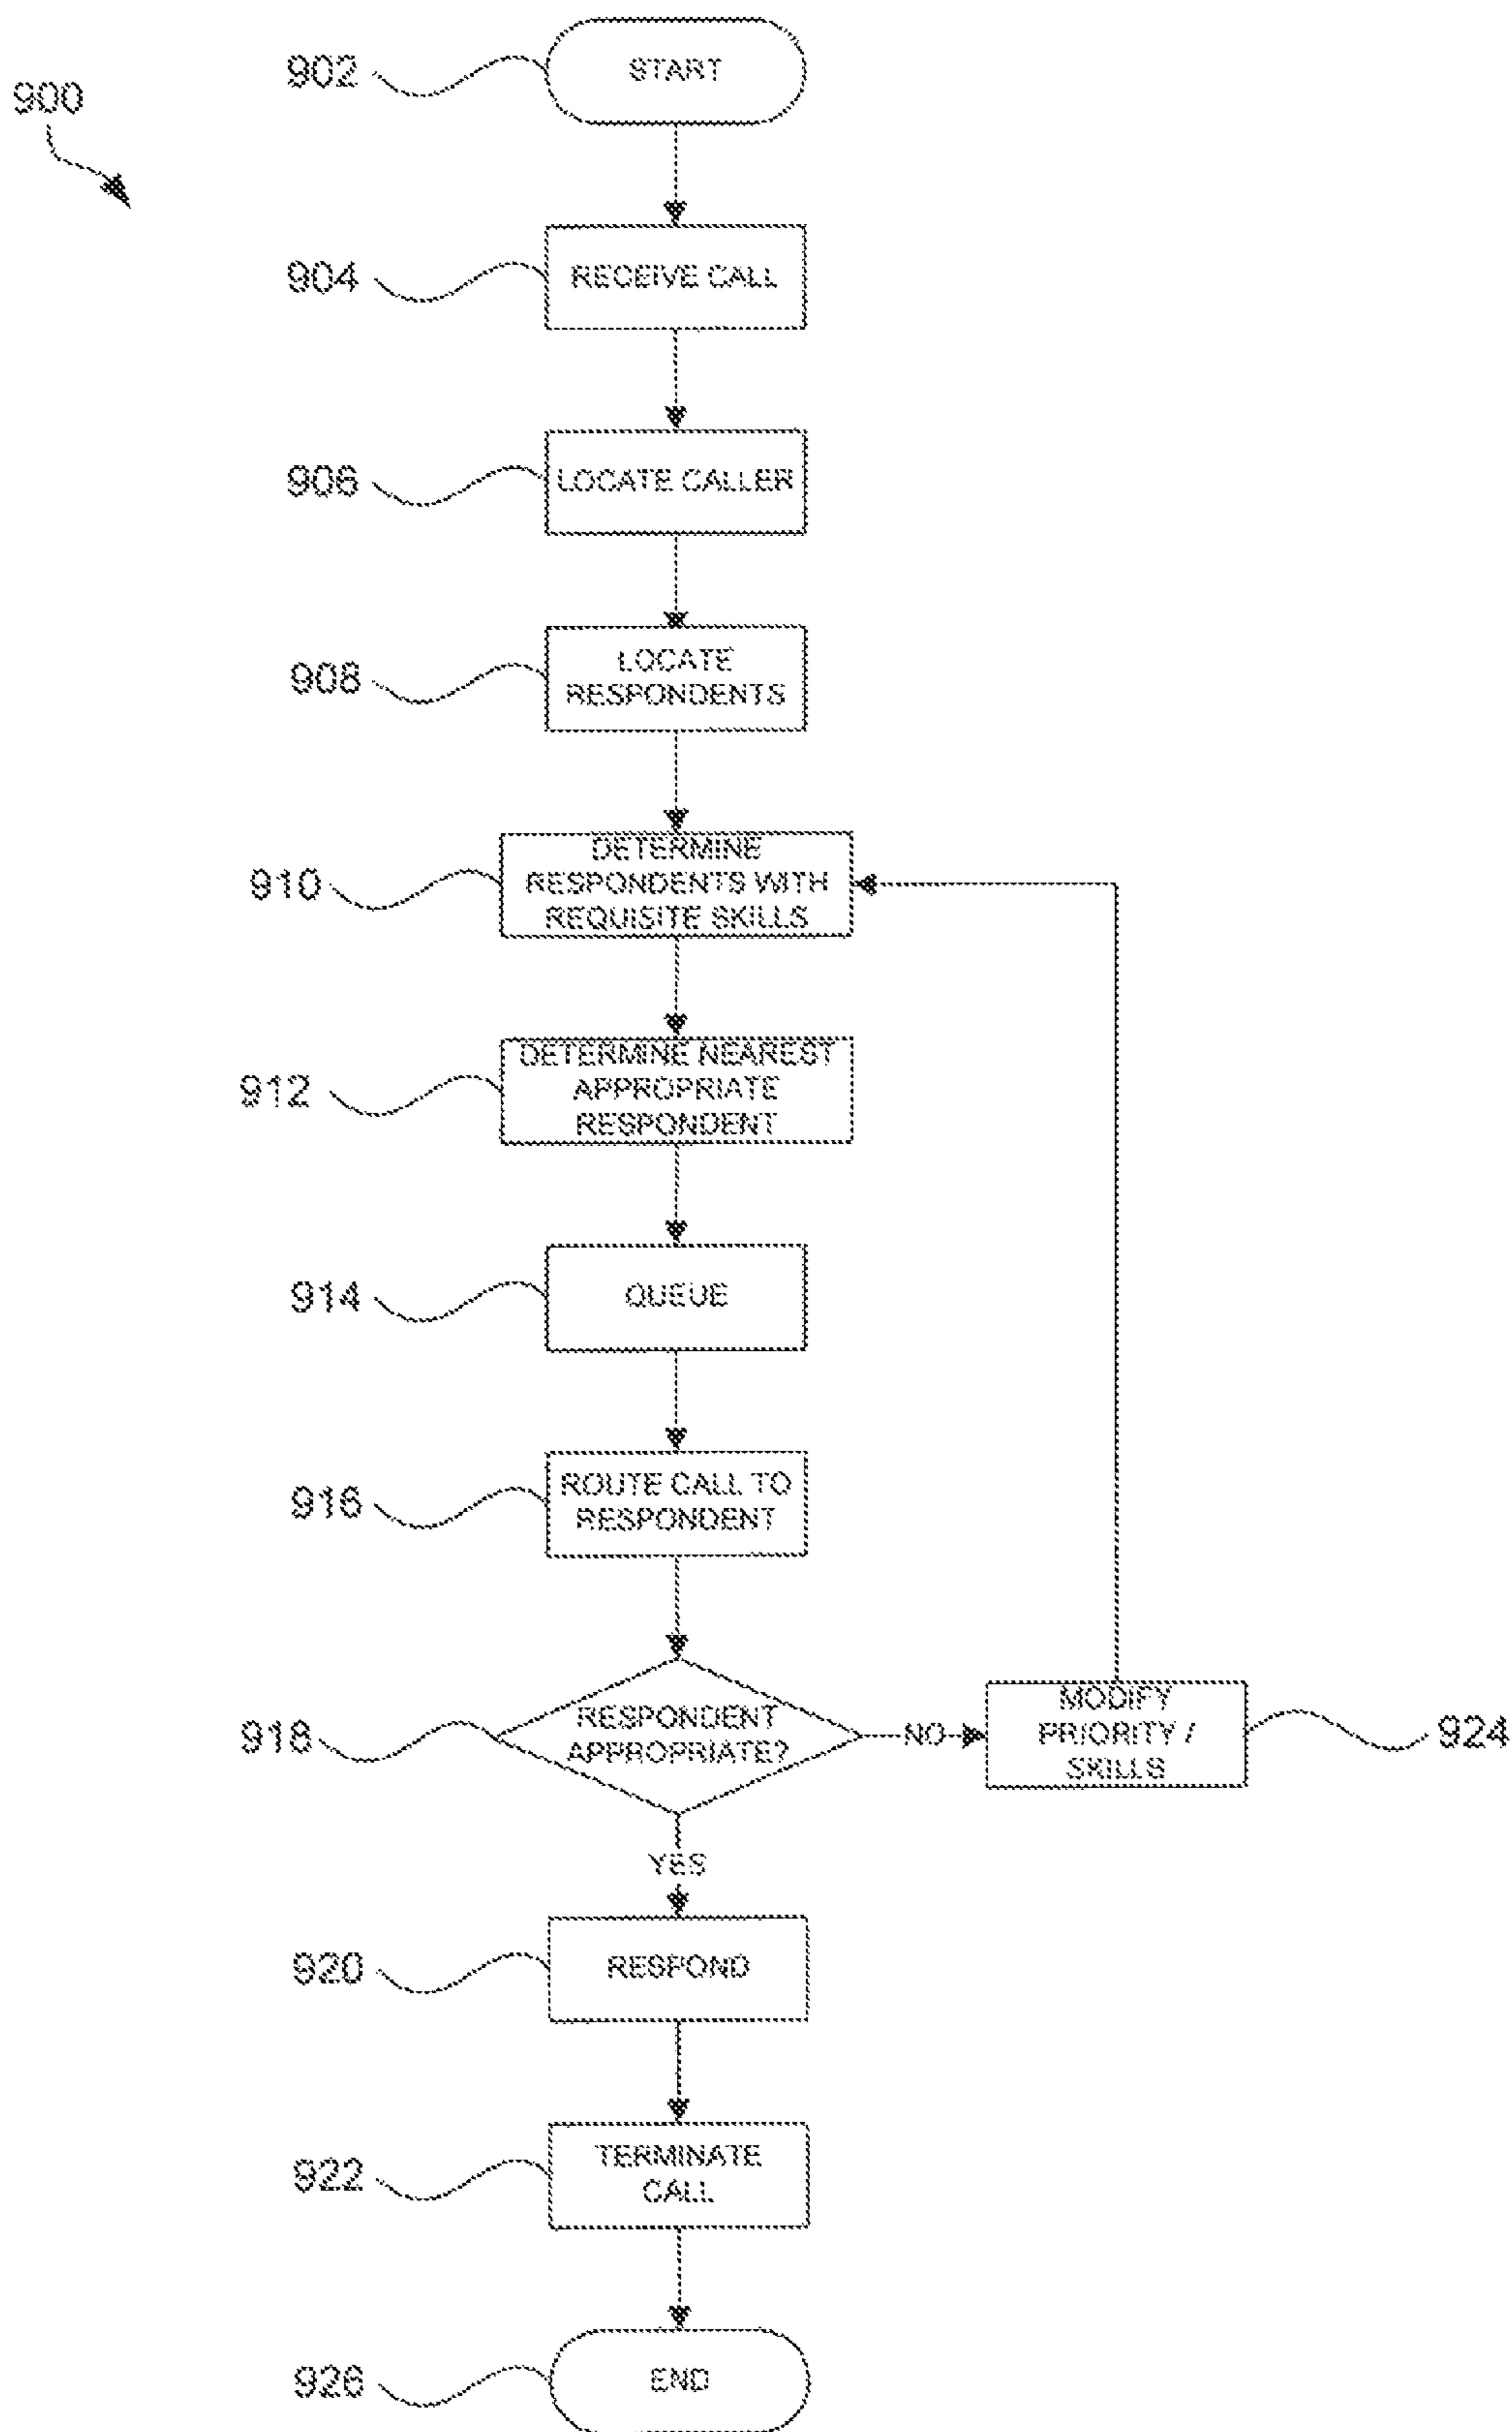 900
902
START
904
RECEIVE CALL
906
LOCATE CALLER
908
LOCATE
RESPONDENTS
910
DETERMINE
RESPONDENTS WITH
REQUISITE SKILLS
912
DETERMINE NEAREST
APPROPRIATE
RESPONDENT
914
QUEUE
916
ROUTE CALL TO
RESPONDENT
918
RESPONDENT
APPROPRIATE?
NO
MODIFY
PRIORITY /
SKILLS
924
YES
920
RESPOND
922
TERMINATE
CALL
926
END